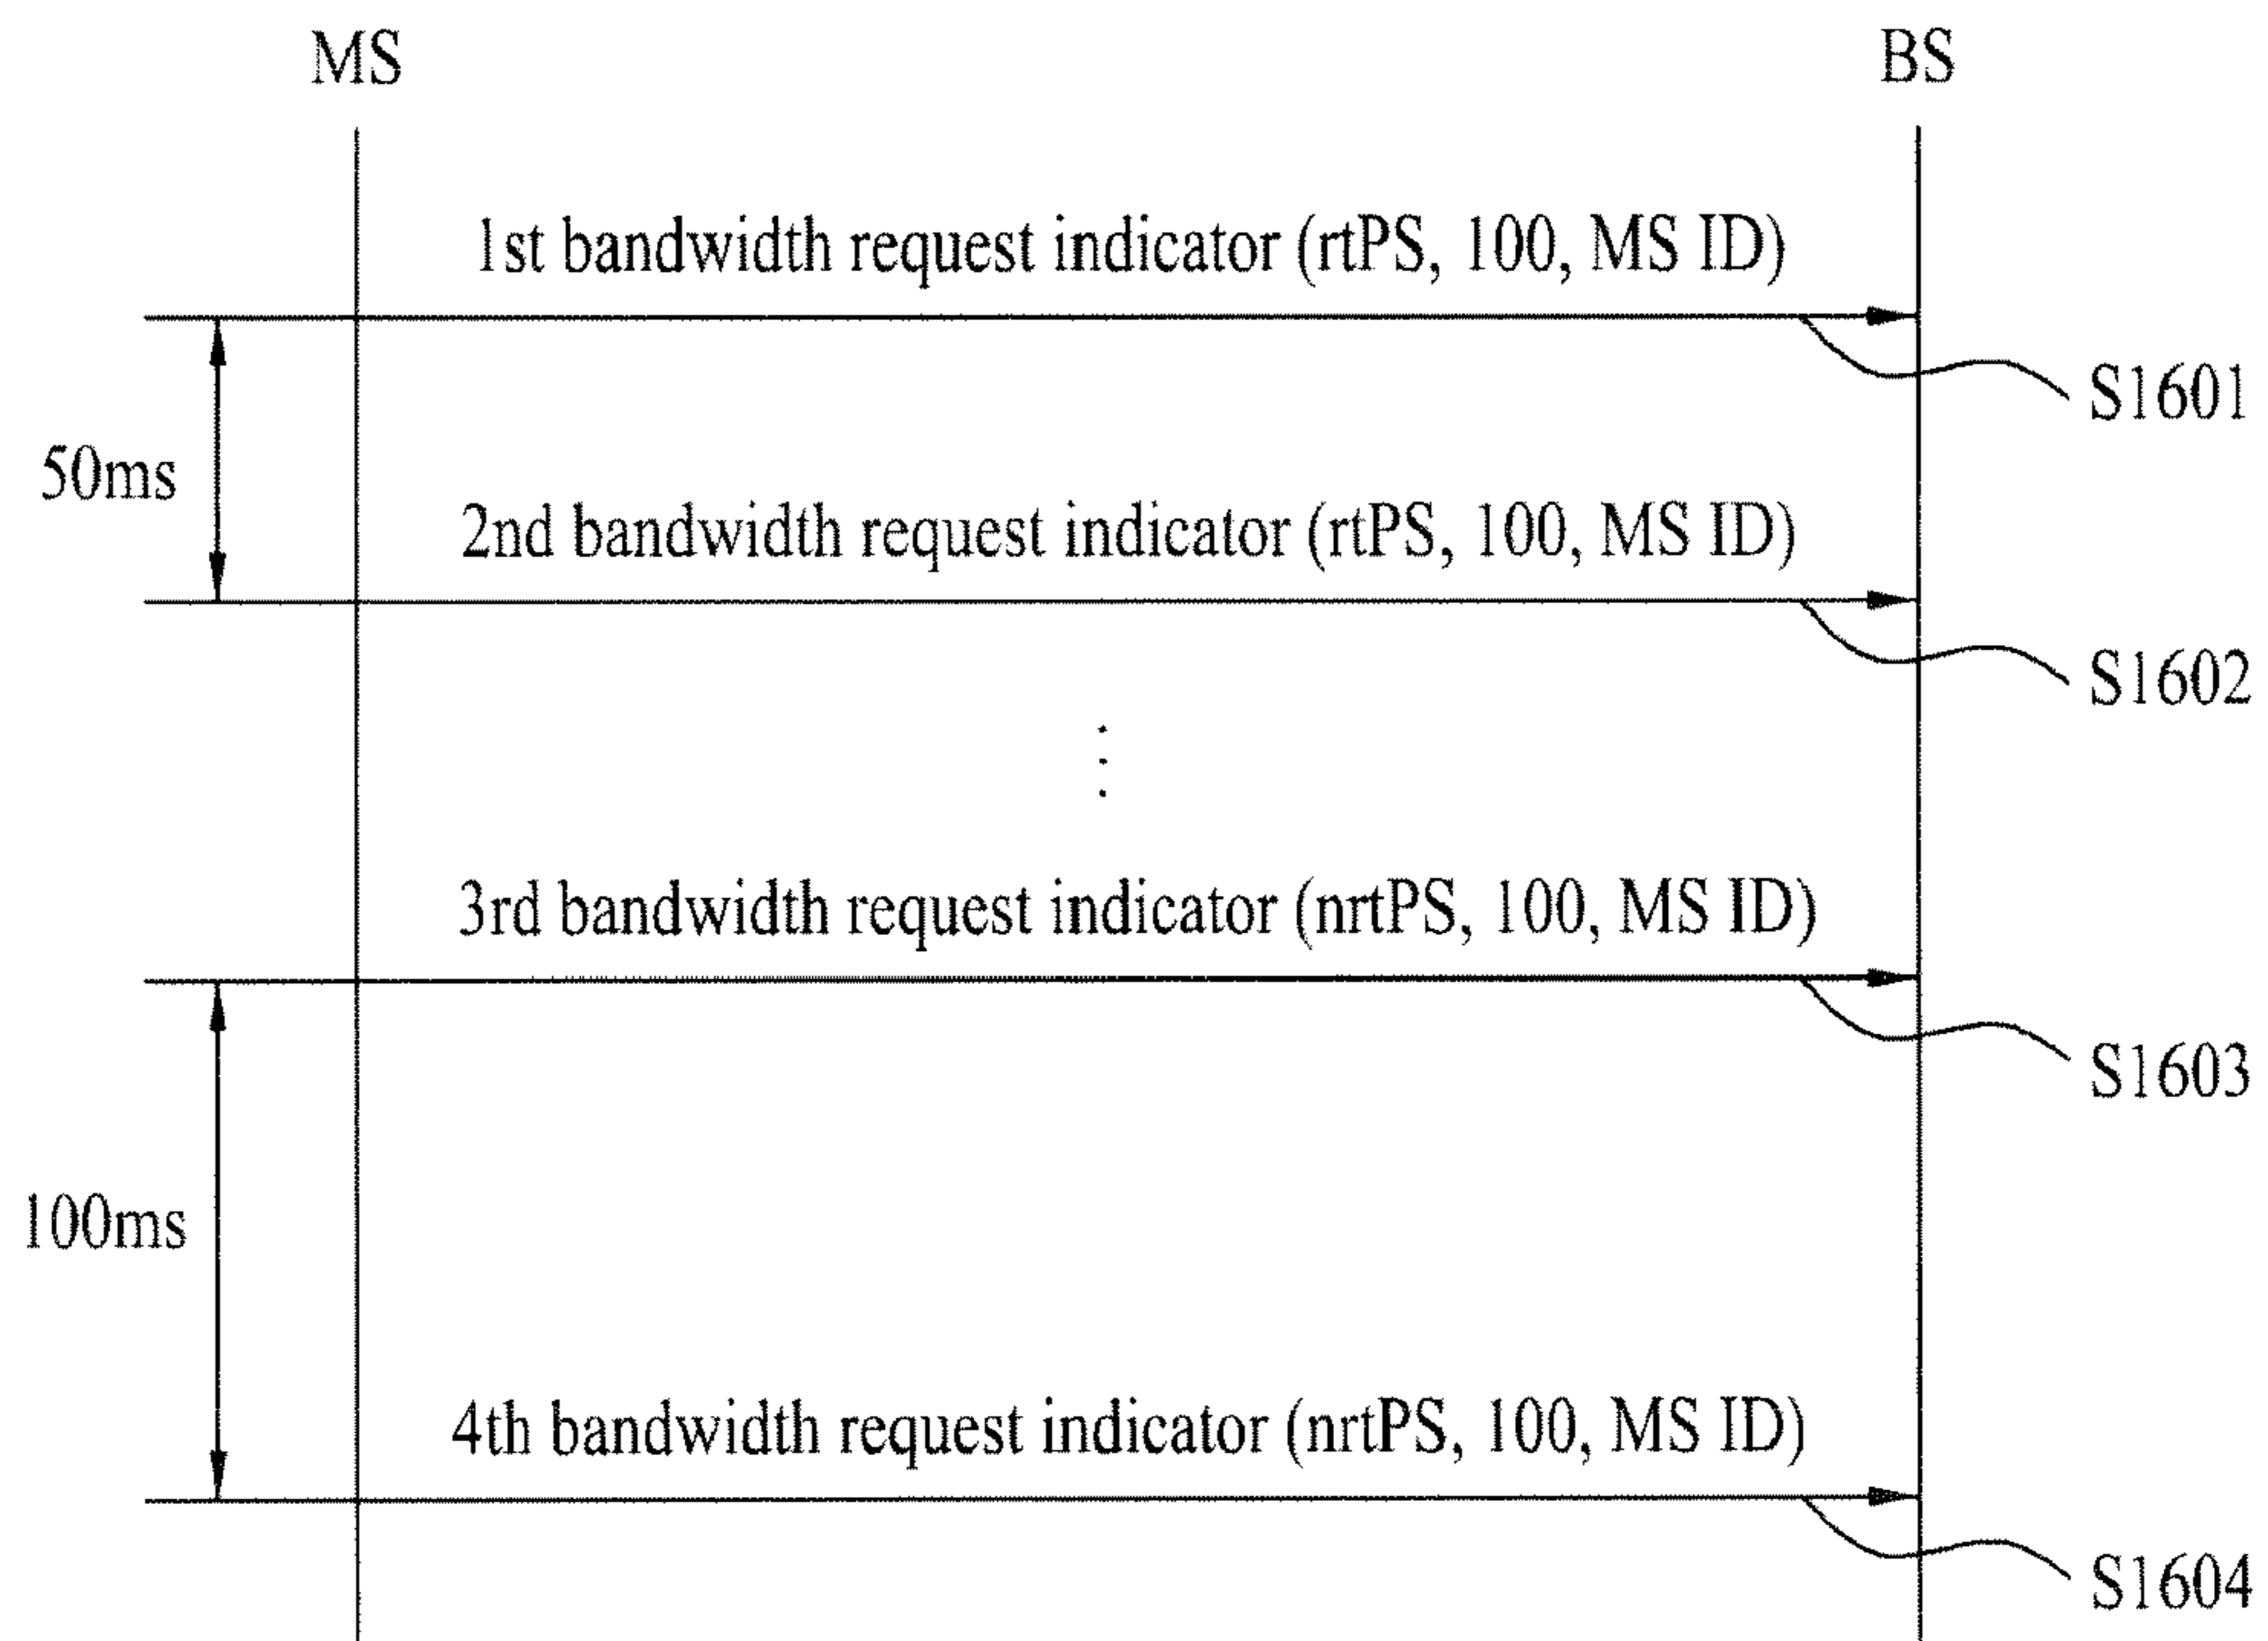 MS
BS
1st bandwidth request indicator (rtPS, 100, MS ID)
S1601
50ms
2nd bandwidth request indicator (rtPS, 100, MS ID)
S1602
3rd bandwidth request indicator (nrtPS, 100, MS ID)
S1603
100ms
4th bandwidth request indicator (nrtPS, 100, MS ID)
S1604